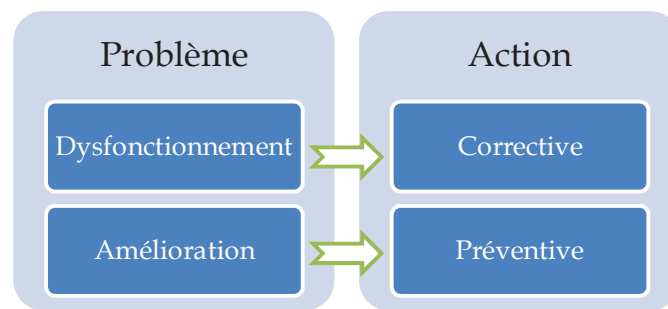 Problème
Dysfonctionnement
Amélioration
Action
Corrective
Préventive